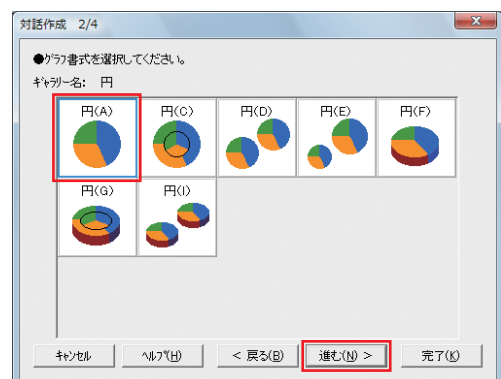 対話作成 2/4
●ｸﾞﾗﾌ書式を選択してください。
ｷﾞｬﾗﾘｰ名: 円
円(A) 円(C) 円(D) 円(E) 円(F)
円(G) 円(I)
ｷｬﾝｾﾙ ﾍﾙﾌﾟ(H) < 戻る(B) 進む(N) > 完了(K)